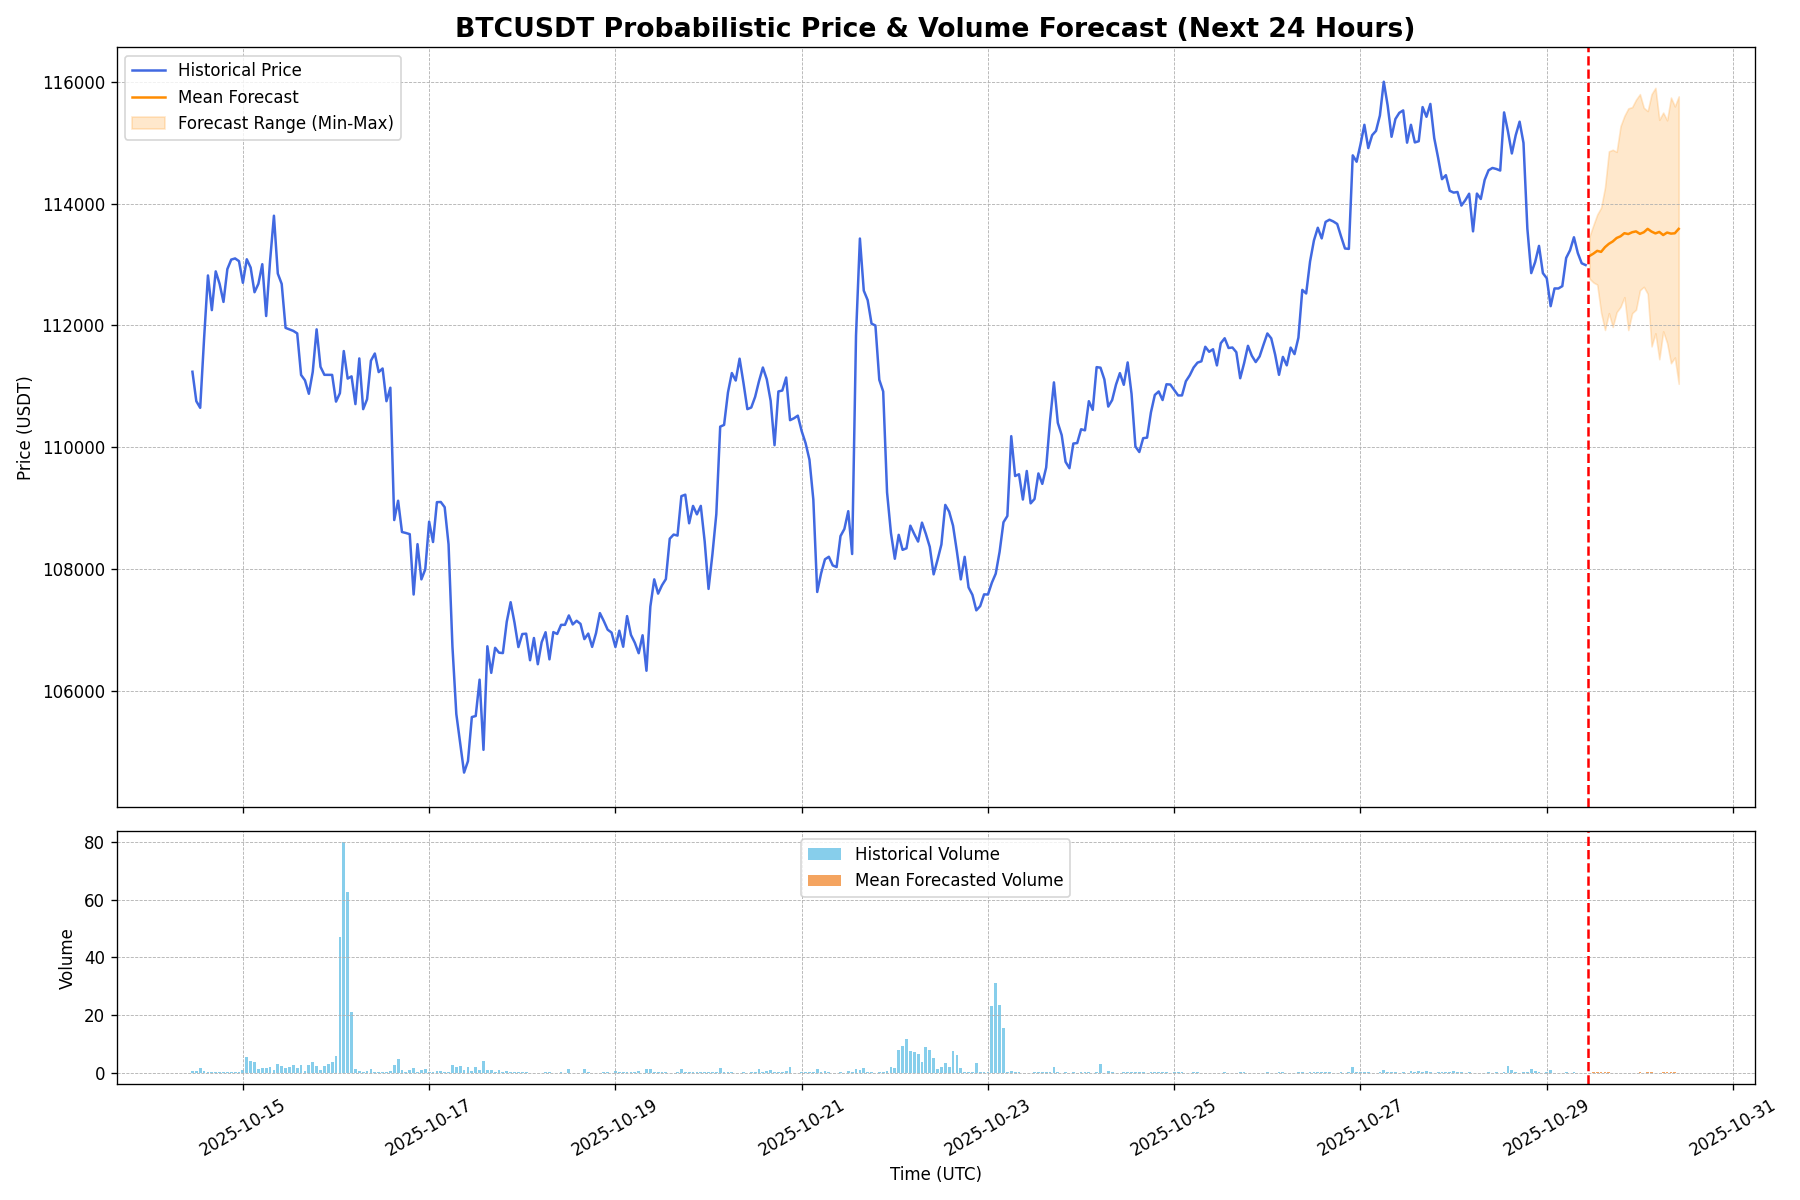 BTCUSDT Probabilistic Price & Volume Forecast (Next 24 Hours)
Historical Price
Mean Forecast
Forecast Range (Min-Max)
116000
114000
112000
110000
108000
106000
Price (USDT)
Historical Volume
Mean Forecasted Volume
80
60
40
20
0
Volume
2025-10-15
2025-10-17
2025-10-19
2025-10-21
2025-10-23
2025-10-25
2025-10-27
2025-10-29
2025-10-31
Time (UTC)